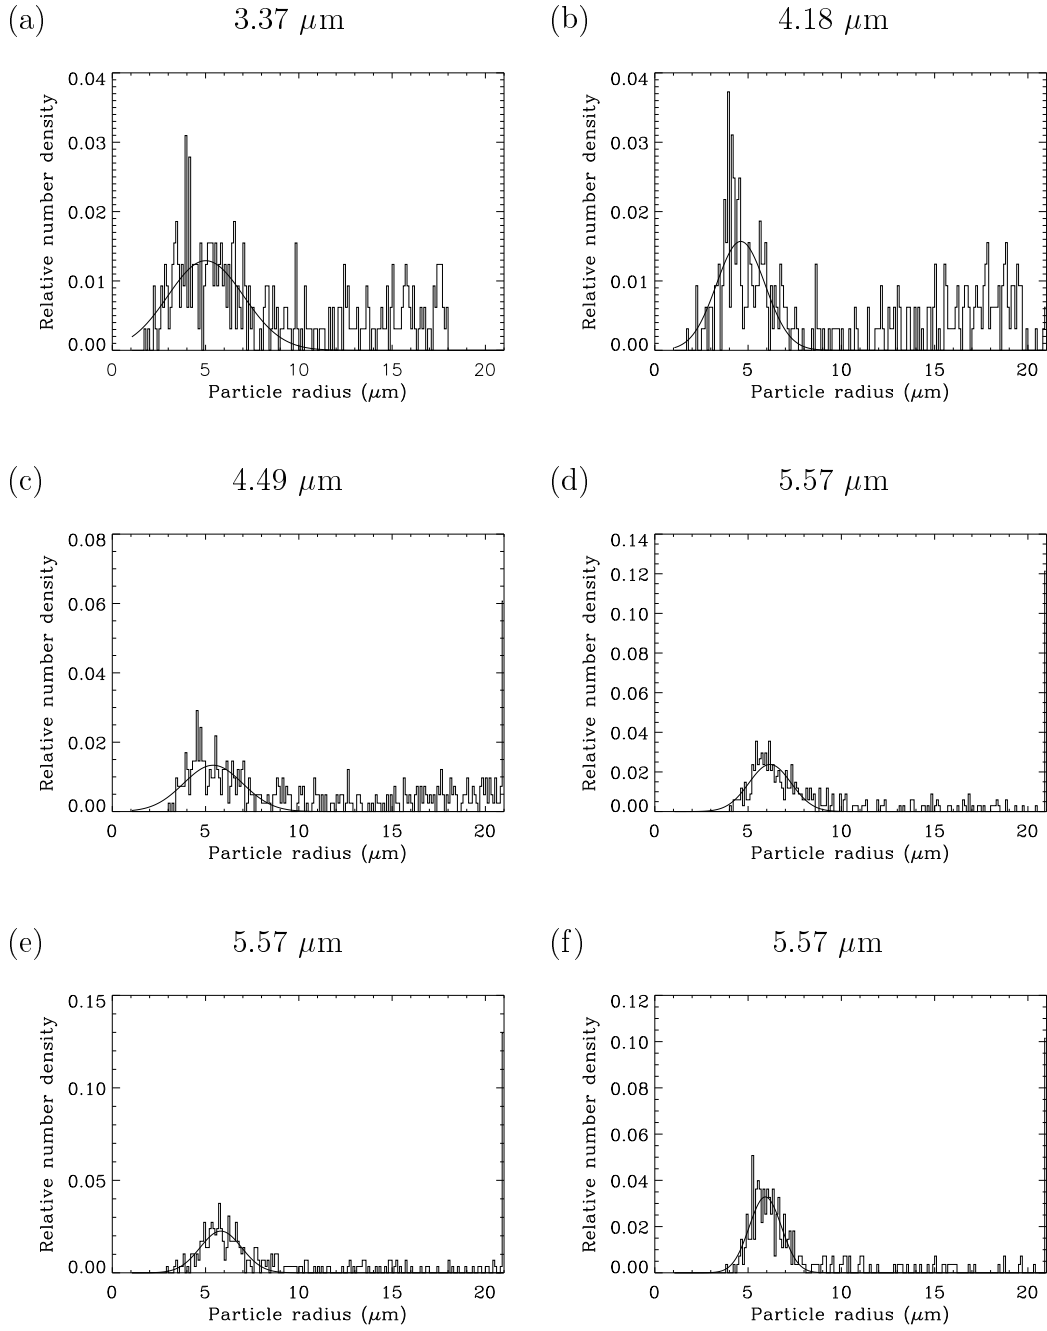 (a) 3.37 μm
(b) 4.18 μm
0.04
0.03
0.02
0.01
0.00
Relative number density
0 5 10 15 20
Particle radius (μm)
0.04
0.03
0.02
0.01
0.00
Relative number density
0 5 10 15 20
Particle radius (μm)
(c) 4.49 μm
(d) 5.57 μm
0.08
0.06
0.04
0.02
0.00
Relative number density
0 5 10 15 20
Particle radius (μm)
0.14
0.12
0.10
0.08
0.06
0.04
0.02
0.00
Relative number density
0 5 10 15 20
Particle radius (μm)
(e) 5.57 μm
(f) 5.57 μm
0.15
0.10
0.05
0.00
Relative number density
0 5 10 15 20
Particle radius (μm)
0.12
0.10
0.08
0.06
0.04
0.02
0.00
Relative number density
0 5 10 15 20
Particle radius (μm)